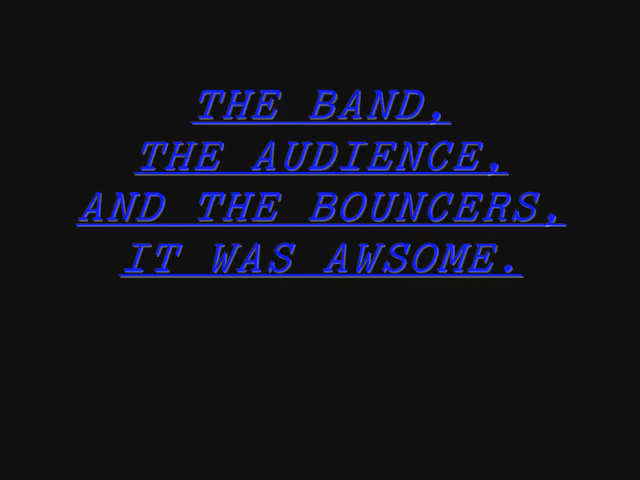 THE BAND,
THE AUDIENCE,
AND THE BOUNCERS,
IT WAS AWSOME.